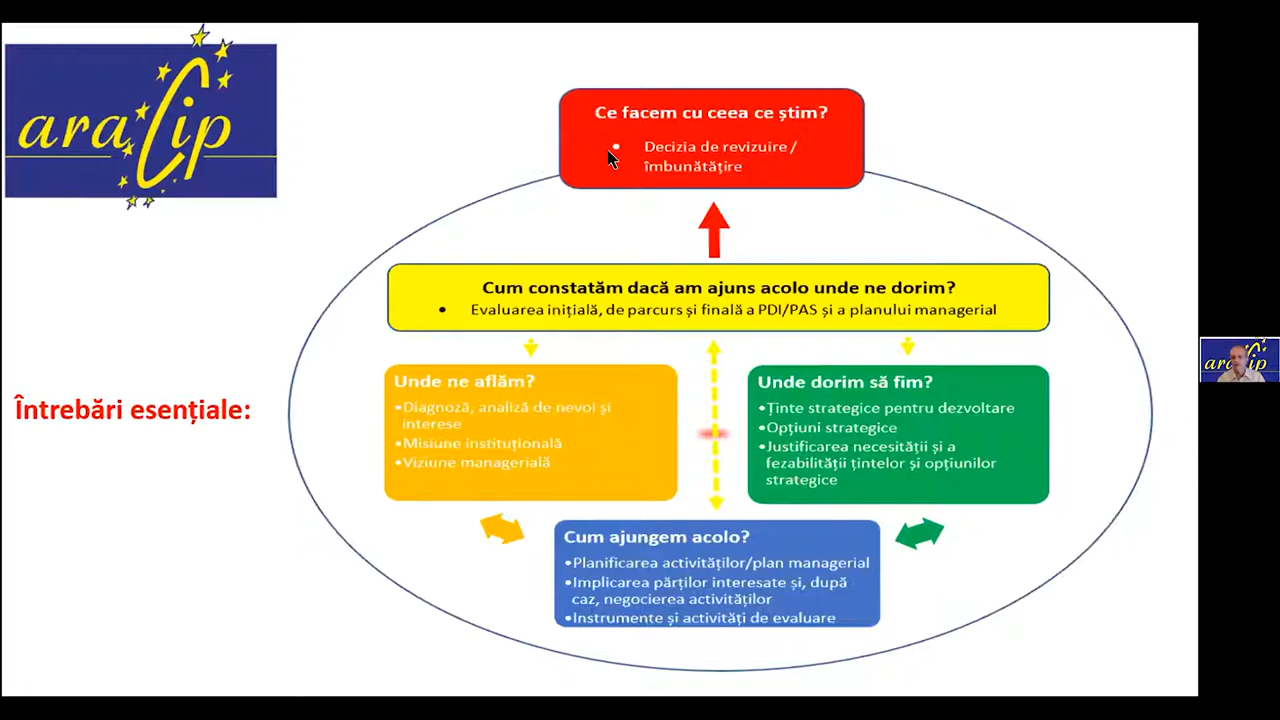 aracip
Ce facem cu ceea ce știm?
• Decizia de revizuire /
îmbunătățire
Cum constatăm dacă am ajuns acolo unde ne dorim?
• Evaluarea inițială, de parcurs și finală a PDI/PAS și a planului managerial
Unde ne aflăm?
•Diagnoză, analiză de nevoi și
interese
•Misiune instituțională
•Viziune managerială
Unde dorim să fim?
•Ținte strategice pentru dezvoltare
•Opțiuni strategice
•Justificarea necesității și a
fezabilității țintelor și opțiunilor
strategice
Întrebări esențiale:
Cum ajungem acolo?
•Planificarea activităților/plan managerial
•Implicarea părților interesate și, după
caz, negocierea activităților
•Instrumente și activități de evaluare
aracip